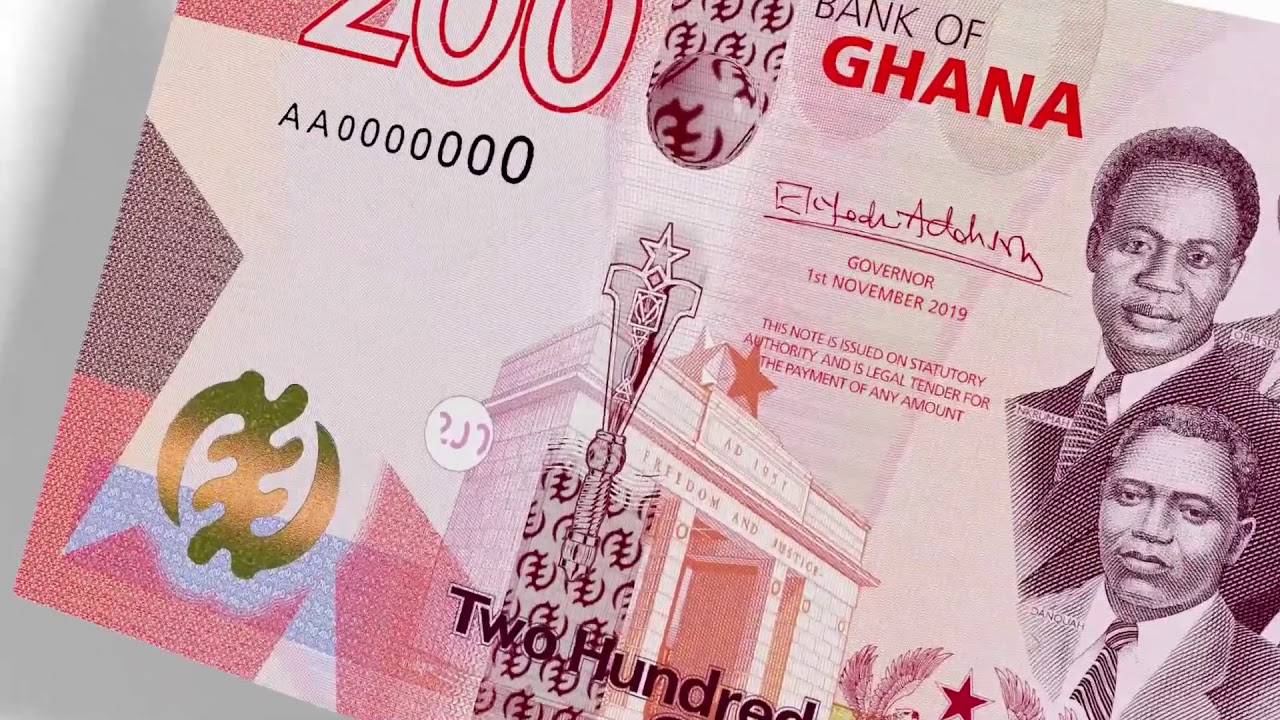 200
BANK OF
GHANA
AA0000000
GOVERNOR
1st NOVEMBER 2019
THIS NOTE IS ISSUED ON STATUTORY
AUTHORITY AND IS LEGAL TENDER FOR
THE PAYMENT OF ANY AMOUNT
NKRUMAH
AD 1957
FREEDOM AND JUSTICE
DANQUAH
Two Hundred